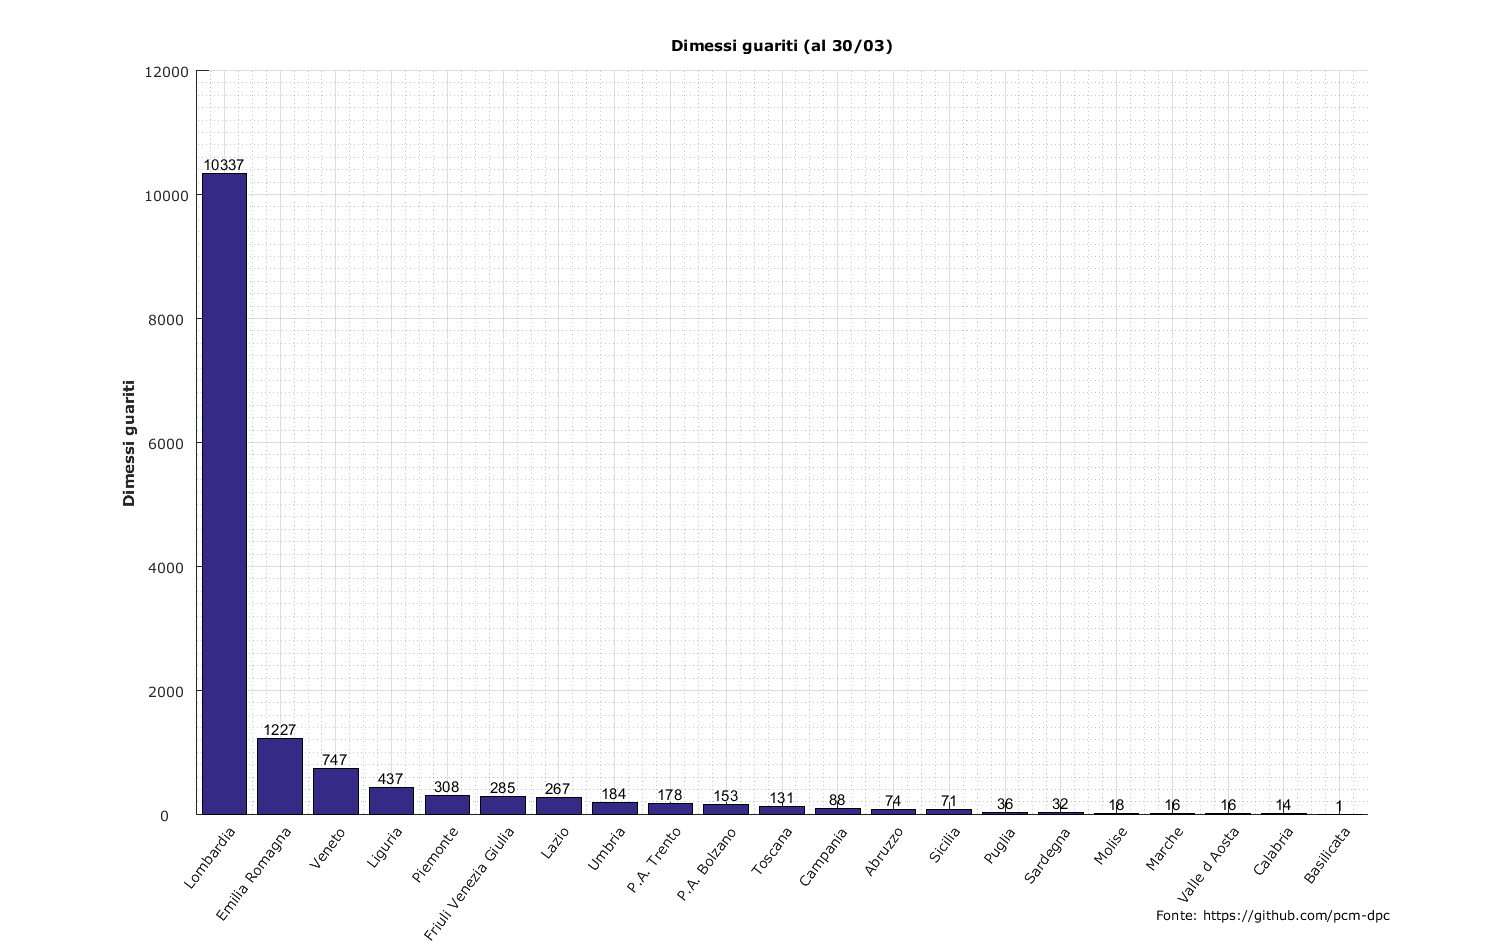 Dimessi guariti (al 30/03)
Dimessi guariti
12000
10000
8000
6000
4000
2000
0
10337
1227
747
437
308
285
267
184
178
153
131
88
74
71
36
32
18
16
16
14
1
Lombardia
Emilia Romagna
Veneto
Liguria
Piemonte
Friuli Venezia Giulia
Lazio
Umbria
P.A. Trento
P.A. Bolzano
Toscana
Campania
Abruzzo
Sicilia
Puglia
Sardegna
Molise
Marche
Valle d Aosta
Calabria
Basilicata
Fonte: https://github.com/pcm-dpc